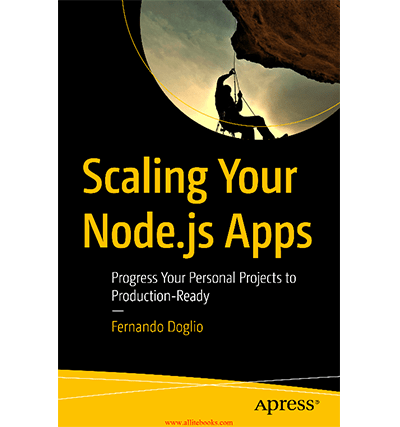 Scaling Your
Node.js Apps
Progress Your Personal Projects to
Production-Ready
—
Fernando Doglio
Apress®
www.allitebooks.com